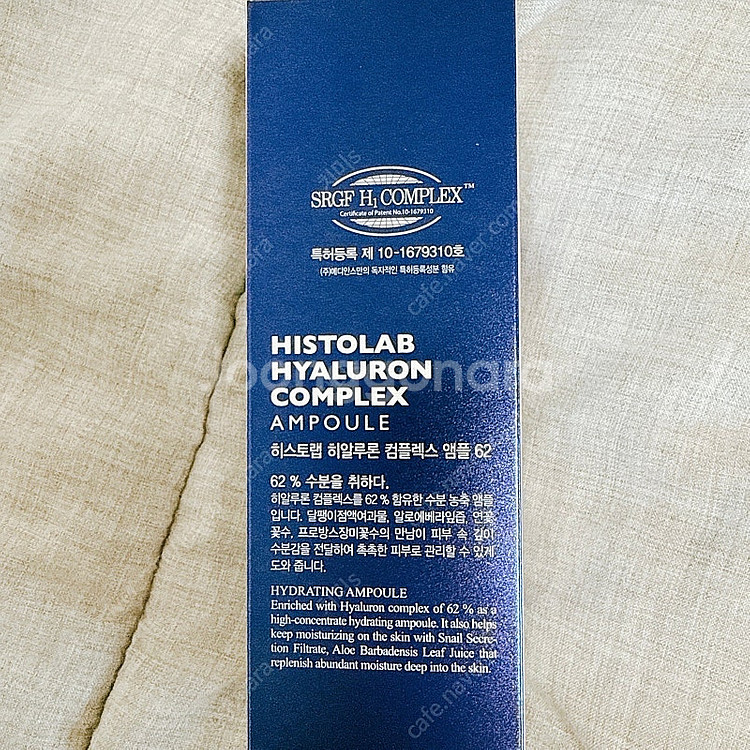 SRGF H₁ COMPLEX™
Certificate of Patent No.10-1679310
특허등록 제 10-1679310호
(주)메디안스만의 독자적인 특허등록성분 함유
HISTOLAB
HYALURON
COMPLEX
AMPOULE
히스토랩 히알루론 컴플렉스 앰플 62
62 % 수분을 취하다.
히알루론 컴플렉스를 62 % 함유한 수분 농축 앰플
입니다. 달팽이점액여과물, 알로에베라잎즙, 연꽃
꽃수, 프로방스장미꽃수의 만남이 피부 속 깊이
수분감을 전달하여 촉촉한 피부로 관리할 수 있게
도와 줍니다.
HYDRATING AMPOULE
Enriched with Hyaluron complex of 62 % as a
high-concentrate hydrating ampoule. It also helps
keep moisturizing on the skin with Snail Secre-
tion Filtrate, Aloe Barbadensis Leaf Juice that
replenish abundant moisture deep into the skin.
joonggonara
cafe.naver.com